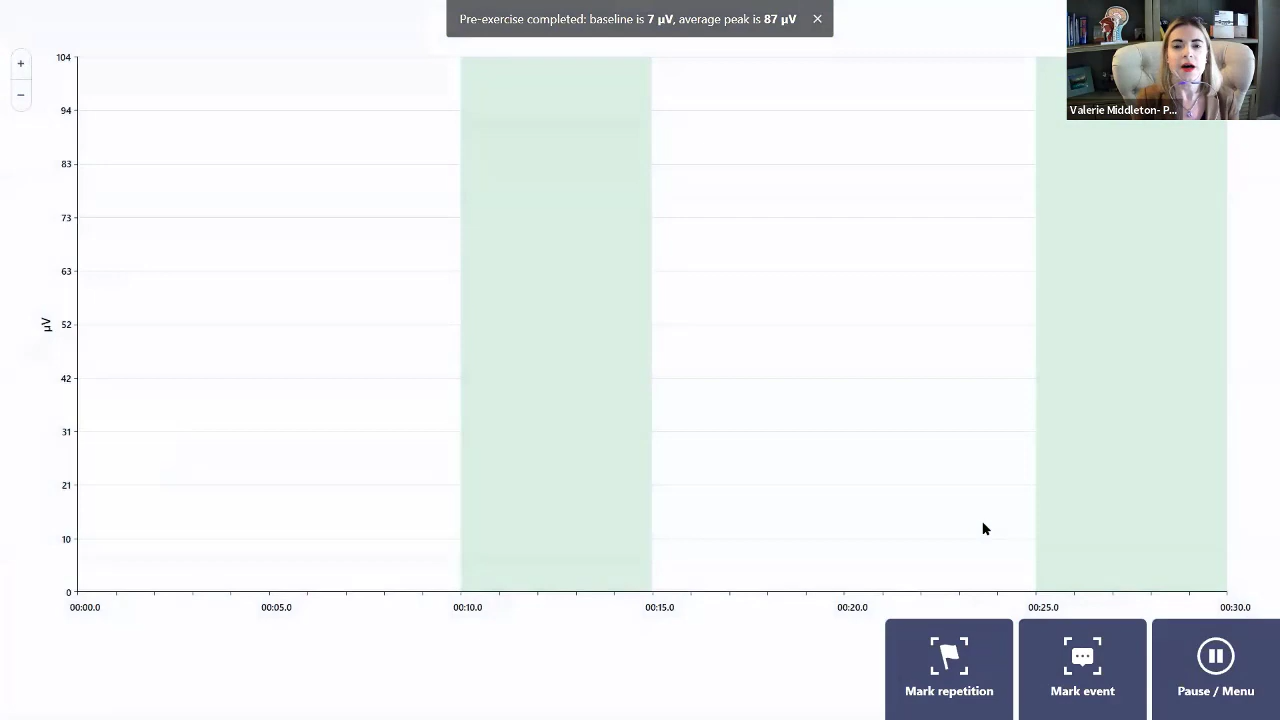 Pre-exercise completed: baseline is 7 µV, average peak is 87 µV
Valerie Middleton- P...
104
94
83
73
63
52
42
31
21
10
0
µV
00:00.0 00:05.0 00:10.0 00:15.0 00:20.0 00:25.0 00:30.0
Mark repetition Mark event Pause / Menu